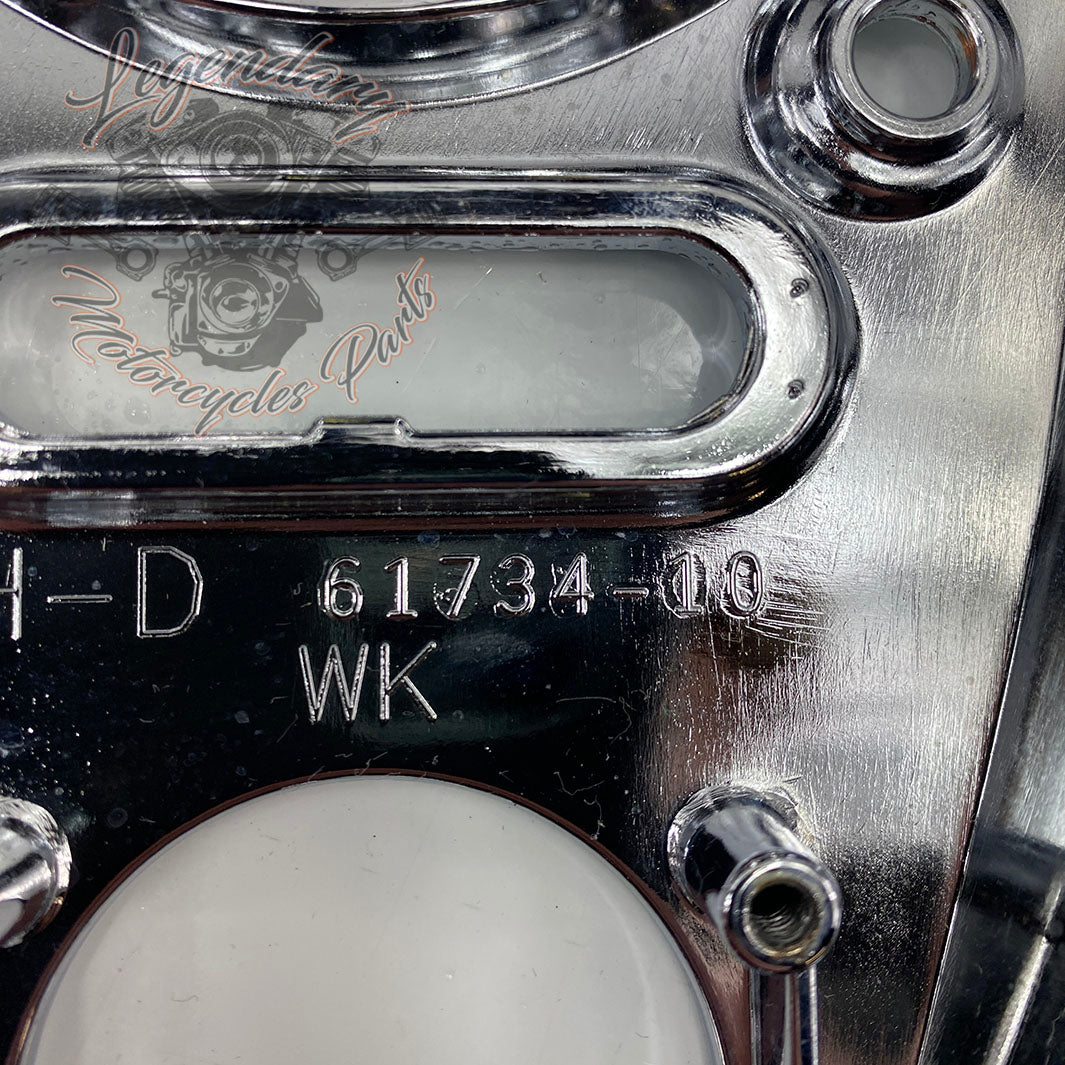 Legendary
Motorcycles Parts
H-D 61734-10
WK